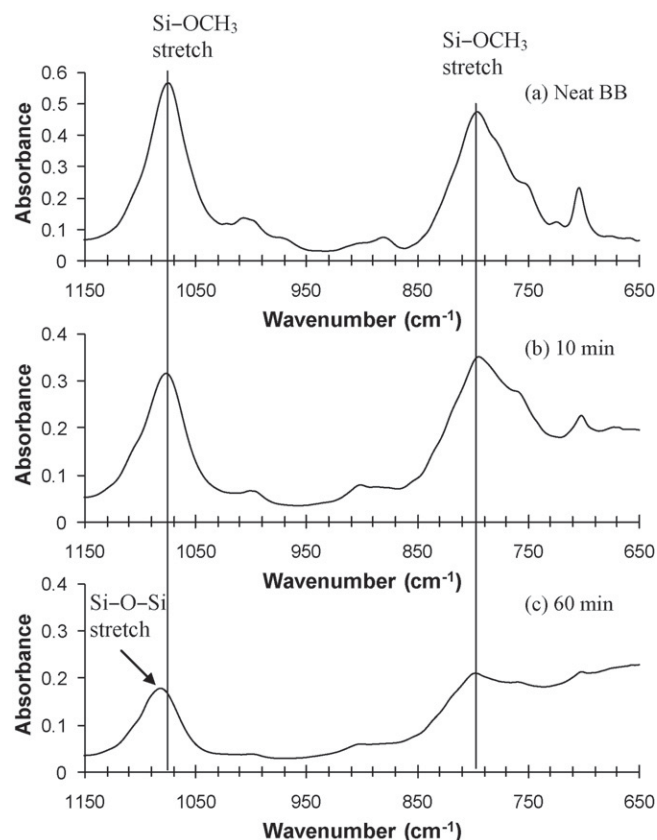 Si–OCH₃
stretch
Si–OCH₃
stretch
(a) Neat BB
Absorbance
0.6
0.5
0.4
0.3
0.2
0.1
0
1150 1050 950 850 750 650
Wavenumber (cm⁻¹)
(b) 10 min
Absorbance
0.4
0.3
0.2
0.1
0
1150 1050 950 850 750 650
Wavenumber (cm⁻¹)
Si–O–Si
stretch
(c) 60 min
Absorbance
0.4
0.3
0.2
0.1
0
1150 1050 950 850 750 650
Wavenumber (cm⁻¹)